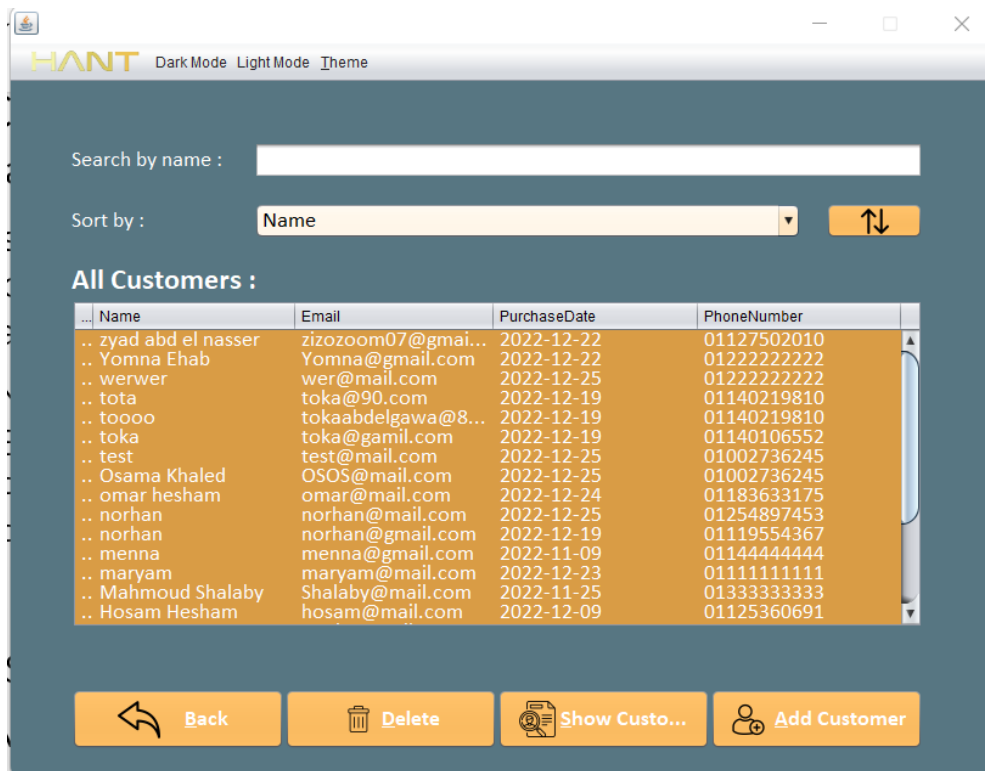 HANT Dark Mode Light Mode Theme
Search by name :
Sort by : Name
All Customers :
... Name Email PurchaseDate PhoneNumber
.. zyad abd el nasser zizozoom07@gmai... 2022-12-22 01127502010
.. Yomna Ehab Yomna@gmail.com 2022-12-22 01222222222
.. werwer wer@mail.com 2022-12-25 01222222222
.. tota toka@90.com 2022-12-19 01140219810
.. toooo tokaabdelgawa@8... 2022-12-19 01140219810
.. toka toka@gamil.com 2022-12-19 01140106552
.. test test@mail.com 2022-12-25 01002736245
.. Osama Khaled OSOS@mail.com 2022-12-25 01002736245
.. omar hesham omar@mail.com 2022-12-24 01183633175
.. norhan norhan@mail.com 2022-12-25 01254897453
.. norhan norhan@gmail.com 2022-12-19 01119554367
.. menna menna@gmail.com 2022-11-09 01144444444
.. maryam maryam@mail.com 2022-12-23 01111111111
.. Mahmoud Shalaby Shalaby@mail.com 2022-11-25 01333333333
.. Hosam Hesham hosam@mail.com 2022-12-09 01125360691
Back Delete Show Custo... Add Customer